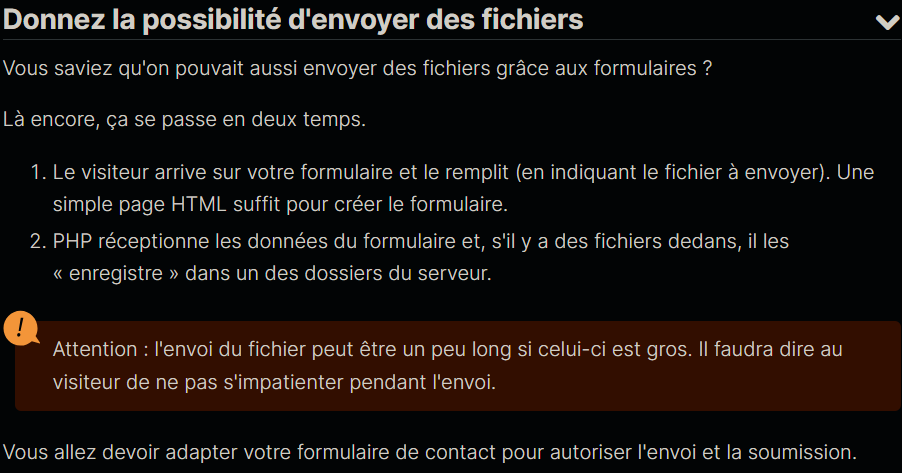 Donnez la possibilité d'envoyer des fichiers
Vous saviez qu'on pouvait aussi envoyer des fichiers grâce aux formulaires ?
Là encore, ça se passe en deux temps.
1. Le visiteur arrive sur votre formulaire et le remplit (en indiquant le fichier à envoyer). Une
simple page HTML suffit pour créer le formulaire.
2. PHP réceptionne les données du formulaire et, s'il y a des fichiers dedans, il les
« enregistre » dans un des dossiers du serveur.
!
Attention : l'envoi du fichier peut être un peu long si celui-ci est gros. Il faudra dire au
visiteur de ne pas s'impatienter pendant l'envoi.
Vous allez devoir adapter votre formulaire de contact pour autoriser l'envoi et la soumission.